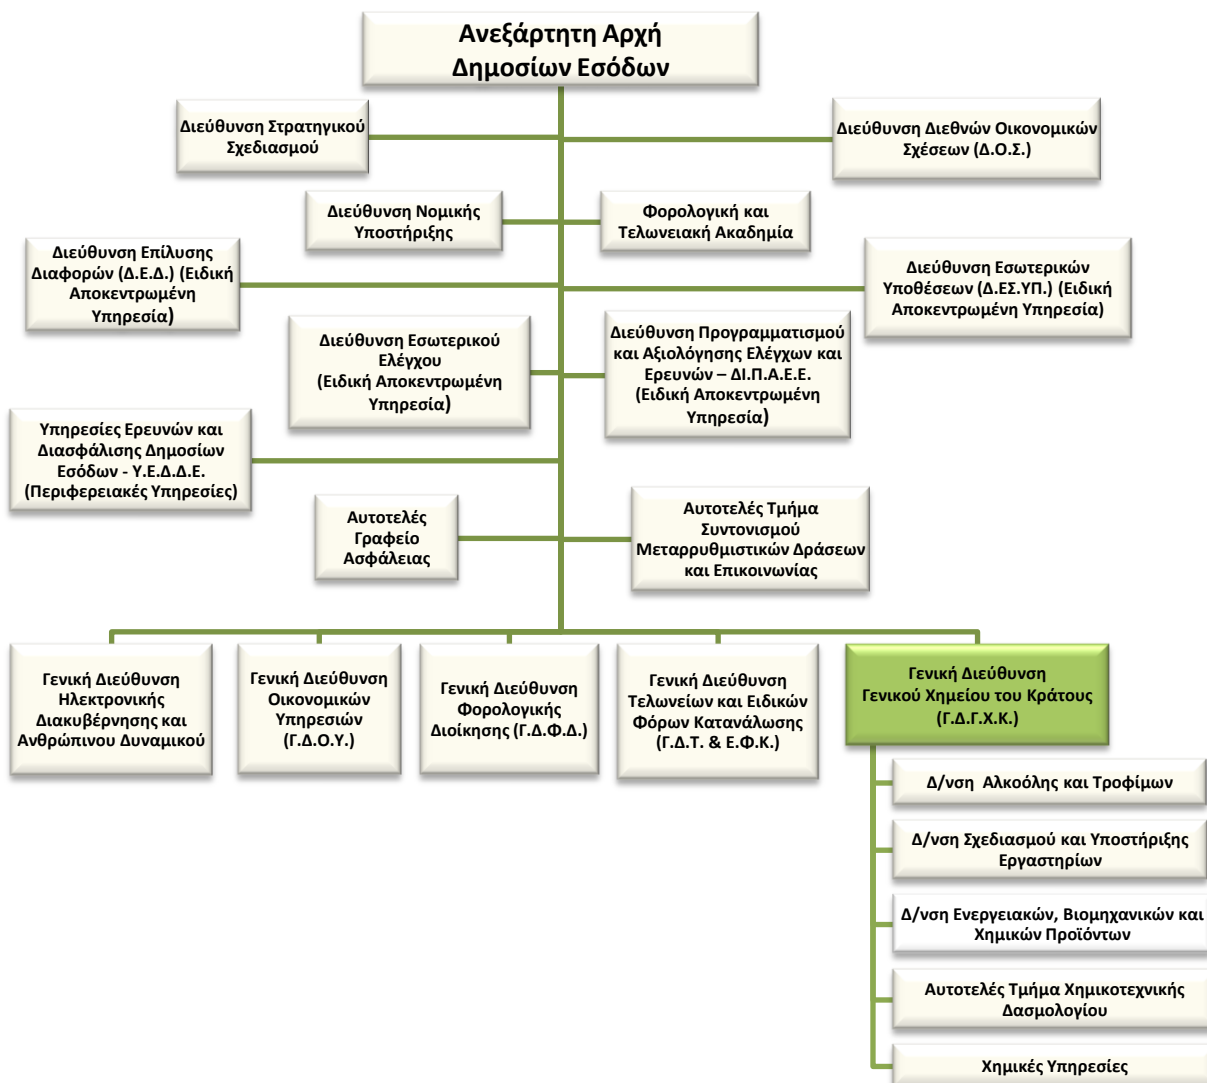 Ανεξάρτητη Αρχή
Δημοσίων Εσόδων
Διεύθυνση Στρατηγικού
Σχεδιασμού
Διεύθυνση Διεθνών Οικονομικών
Σχέσεων (Δ.Ο.Σ.)
Διεύθυνση Νομικής
Υποστήριξης
Φορολογική και
Τελωνειακή Ακαδημία
Διεύθυνση Επίλυσης
Διαφορών (Δ.Ε.Δ.) (Ειδική
Αποκεντρωμένη
Υπηρεσία)
Διεύθυνση Εσωτερικών
Υποθέσεων (Δ.ΕΣ.ΥΠ.) (Ειδική
Αποκεντρωμένη Υπηρεσία)
Διεύθυνση Εσωτερικού
Ελέγχου
(Ειδική Αποκεντρωμένη
Υπηρεσία)
Διεύθυνση Προγραμματισμού
και Αξιολόγησης Ελέγχων και
Ερευνών – ΔΙ.Π.Α.Ε.Ε.
(Ειδική Αποκεντρωμένη
Υπηρεσία)
Υπηρεσίες Ερευνών και
Διασφάλισης Δημοσίων
Εσόδων - Υ.Ε.Δ.Δ.Ε.
(Περιφερειακές Υπηρεσίες)
Αυτοτελές
Γραφείο
Ασφάλειας
Αυτοτελές Τμήμα
Συντονισμού
Μεταρρυθμιστικών Δράσεων
και Επικοινωνίας
Γενική Διεύθυνση
Ηλεκτρονικής
Διακυβέρνησης και
Ανθρώπινου Δυναμικού
Γενική Διεύθυνση
Οικονομικών
Υπηρεσιών
(Γ.Δ.Ο.Υ.)
Γενική Διεύθυνση
Φορολογικής
Διοίκησης (Γ.Δ.Φ.Δ.)
Γενική Διεύθυνση
Τελωνείων και Ειδικών
Φόρων Κατανάλωσης
(Γ.Δ.Τ. & Ε.Φ.Κ.)
Γενική Διεύθυνση
Γενικού Χημείου του Κράτους
(Γ.Δ.Γ.Χ.Κ.)
Δ/νση Αλκοόλης και Τροφίμων
Δ/νση Σχεδιασμού και Υποστήριξης
Εργαστηρίων
Δ/νση Ενεργειακών, Βιομηχανικών και
Χημικών Προϊόντων
Αυτοτελές Τμήμα Χημικοτεχνικής
Δασμολογίου
Χημικές Υπηρεσίες